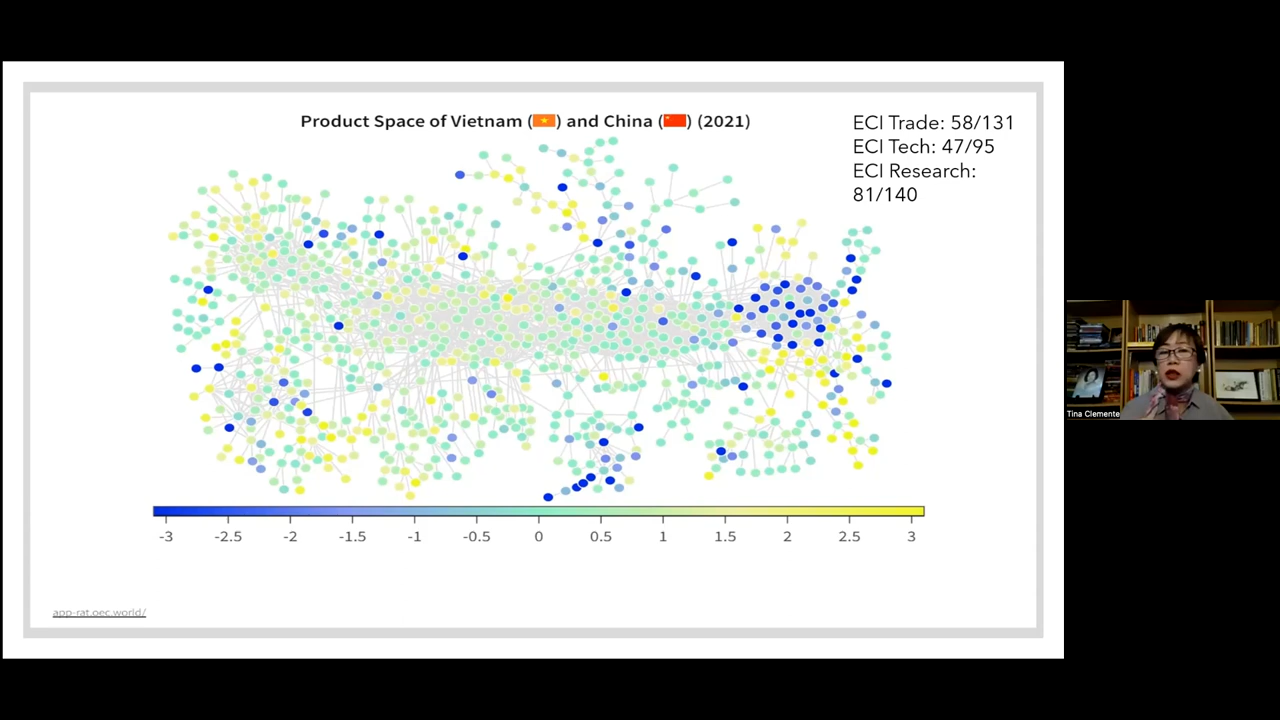 Product Space of Vietnam (🇻🇳) and China (🇨🇳) (2021)
ECI Trade: 58/131
ECI Tech: 47/95
ECI Research:
81/140
-3 -2.5 -2 -1.5 -1 -0.5 0 0.5 1 1.5 2 2.5 3
app-rat.oec.world/
Tina Clemente